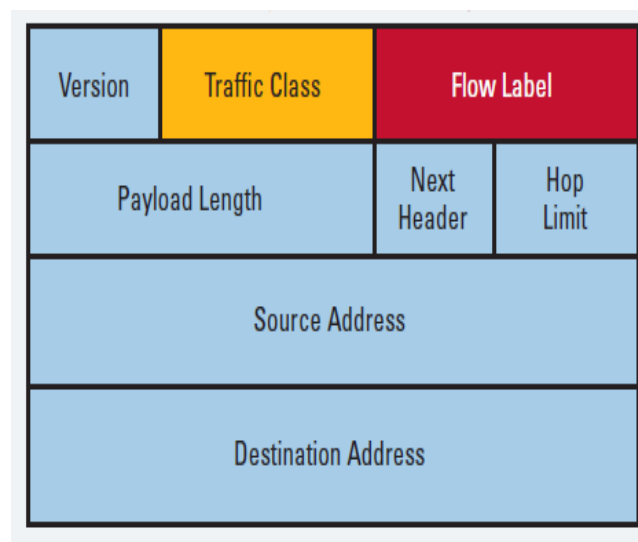 Version
Traffic Class
Flow Label
Payload Length
Next
Header
Hop
Limit
Source Address
Destination Address